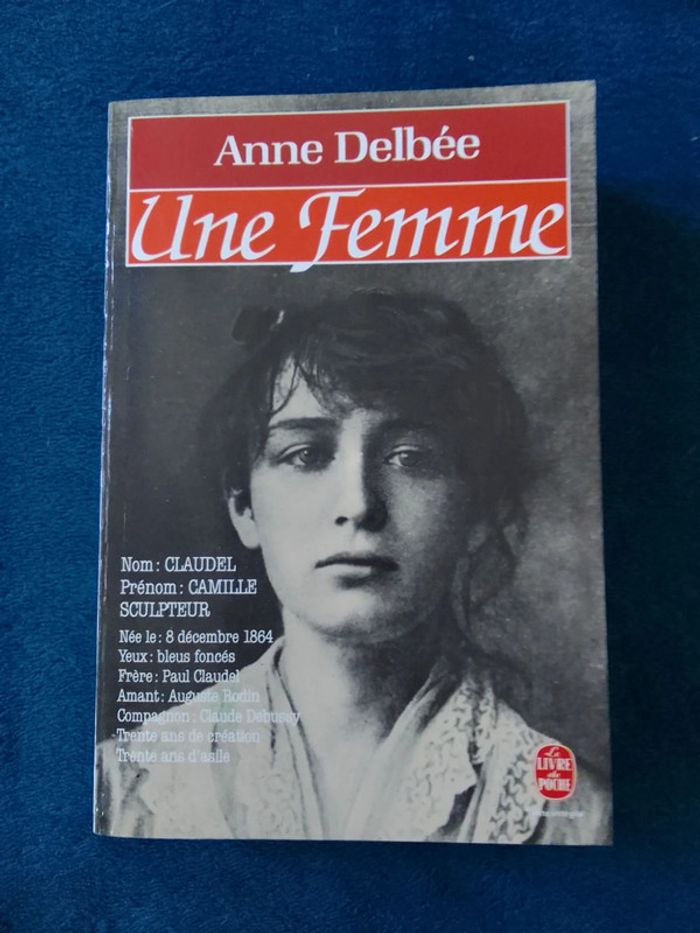 Anne Delbée
Une Femme
Nom : CLAUDEL
Prénom : CAMILLE
SCULPTEUR
Née le : 8 décembre 1864
Yeux : bleus foncés
Frère : Paul Claudel
Amant : Auguste Rodin
Compagnon : Claude Debussy
Trente ans de création
Trente ans d'asile
Le
LIVRE
de
POCHE